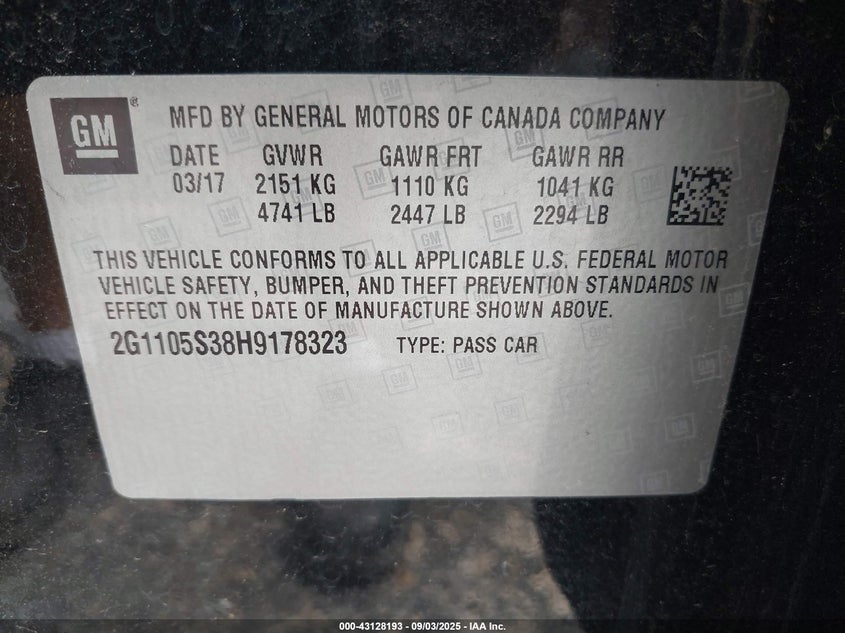 GM ®
MFD BY GENERAL MOTORS OF CANADA COMPANY
DATE GVWR GAWR FRT GAWR RR
03/17 2151 KG 1110 KG 1041 KG
4741 LB 2447 LB 2294 LB
THIS VEHICLE CONFORMS TO ALL APPLICABLE U.S. FEDERAL MOTOR
VEHICLE SAFETY, BUMPER, AND THEFT PREVENTION STANDARDS IN
EFFECT ON THE DATE OF MANUFACTURE SHOWN ABOVE.
2G1105S38H9178323 TYPE: PASS CAR
000-43128193 - 09/03/2025 - IAA Inc.